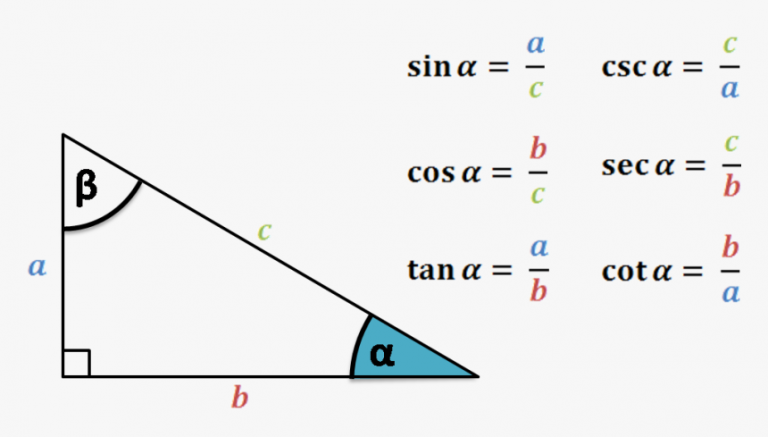 sin α = a/c
csc α = c/a
cos α = b/c
sec α = c/b
tan α = a/b
cot α = b/a
β
c
a
α
b